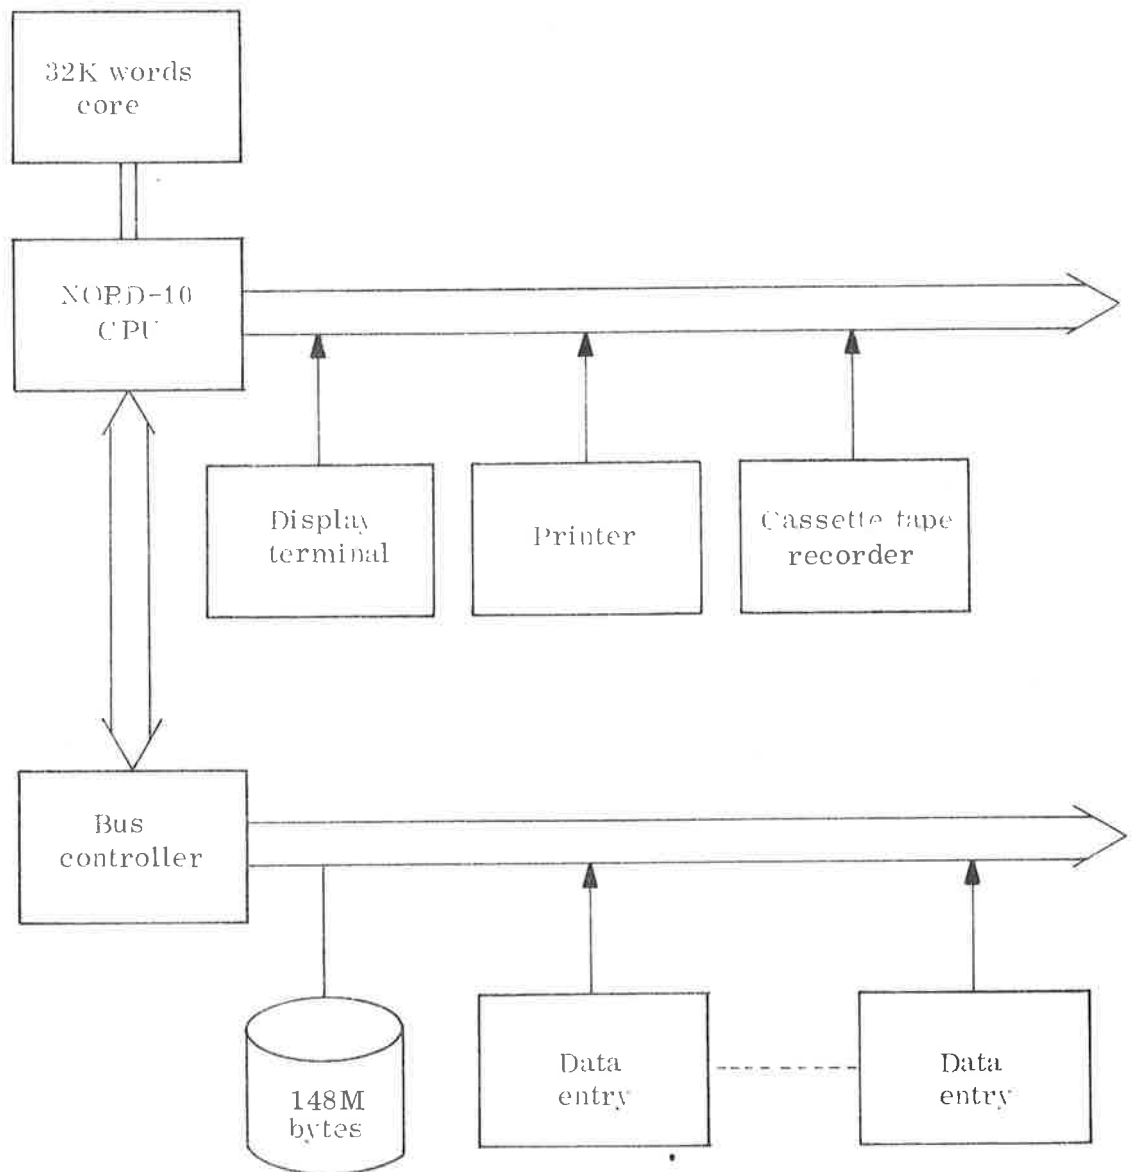 32K words
core
NORD-10
CPU
Display
terminal
Printer
Cassette tape
recorder
Bus
controller
148M
bytes
Data
entry
Data
entry